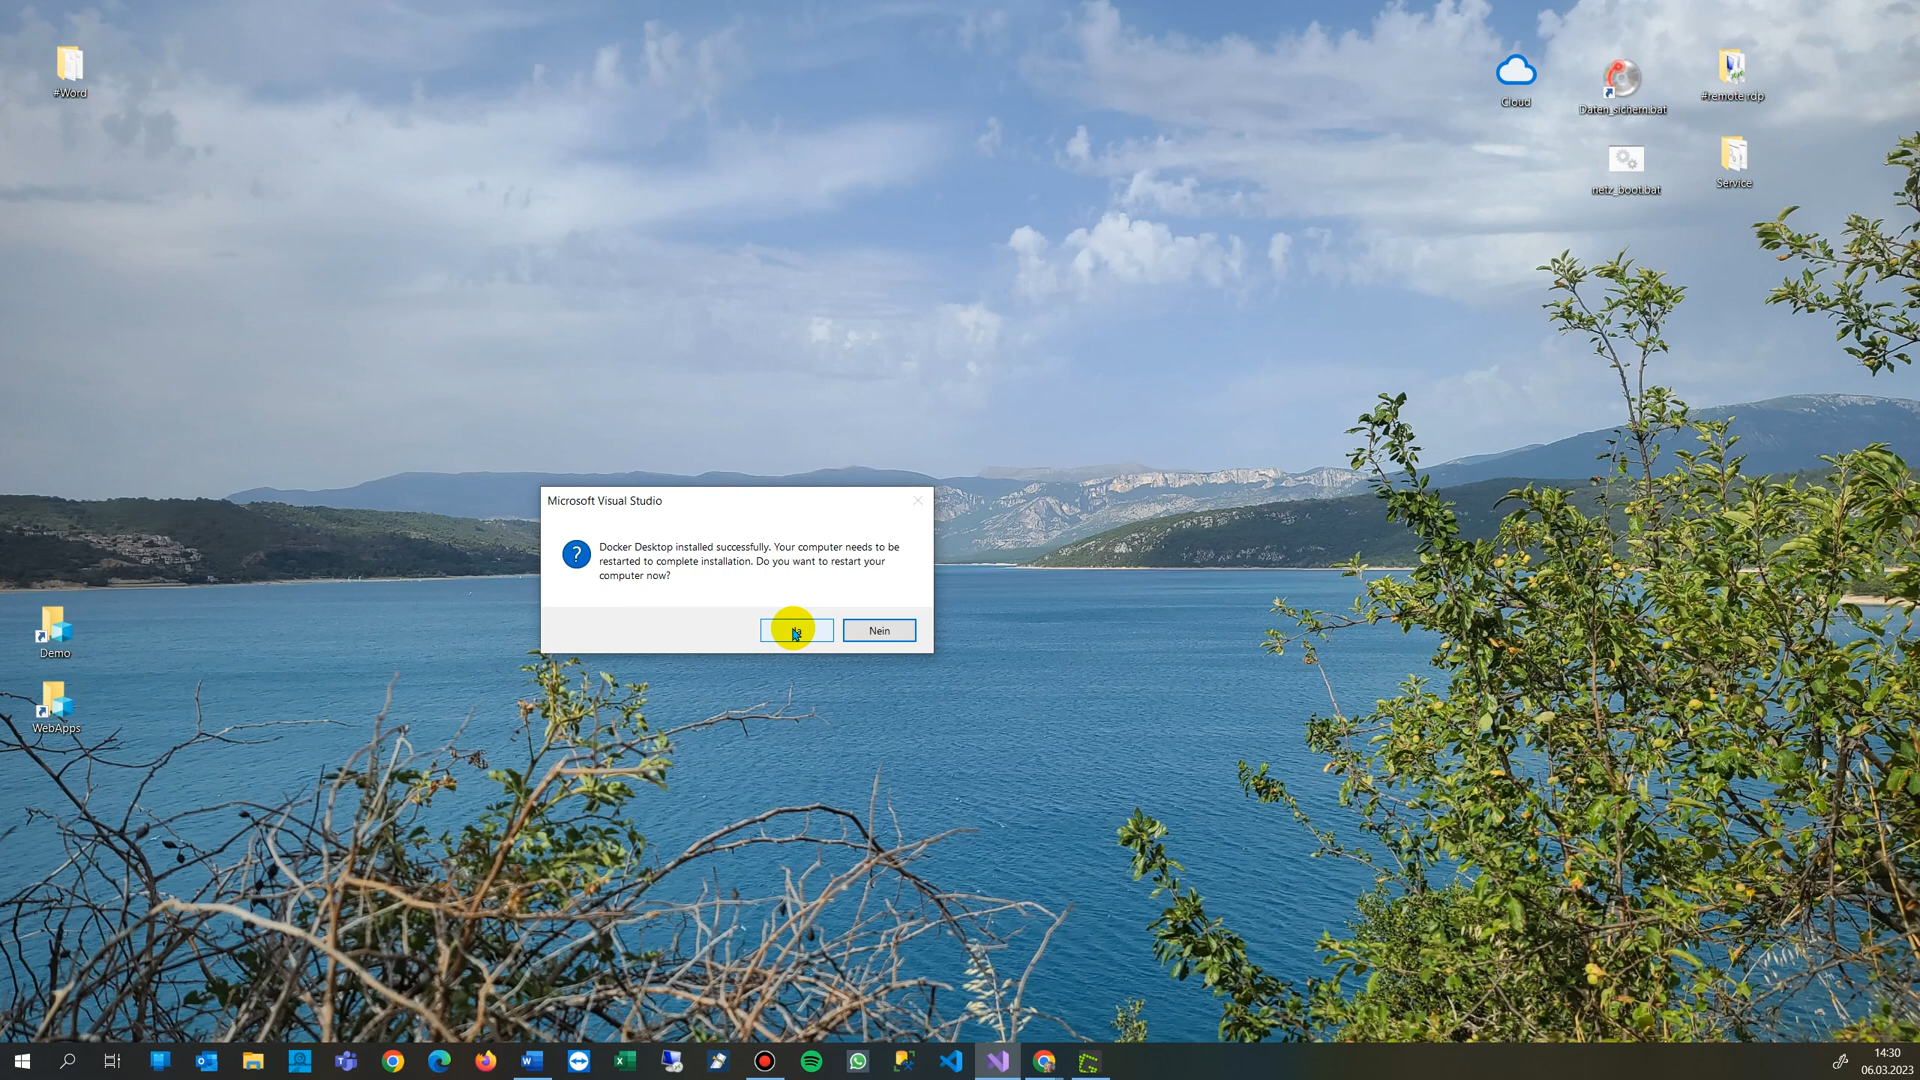 #Word
Cloud
Daten_sichern.bat
#remote rdp
netz_boot.bat
Service
Microsoft Visual Studio
Docker Desktop installed successfully. Your computer needs to be
restarted to complete installation. Do you want to restart your
computer now?
Nein
Demo
WebApps
14:30
06.03.2023